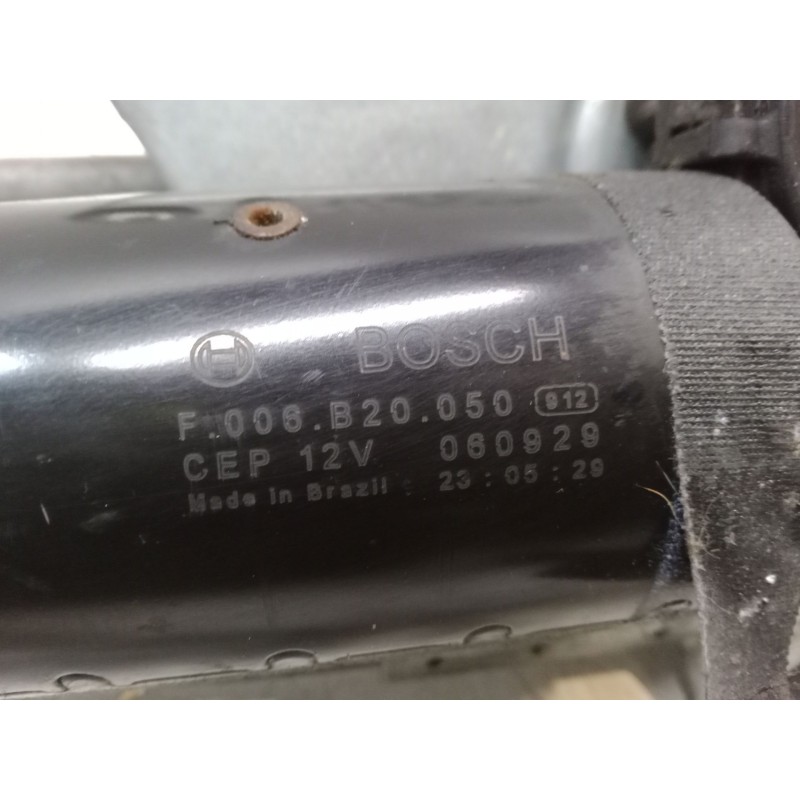 BOSCH
F.006.B20.050 912
CEP 12V 060929
Made in Brazil 23:05:29